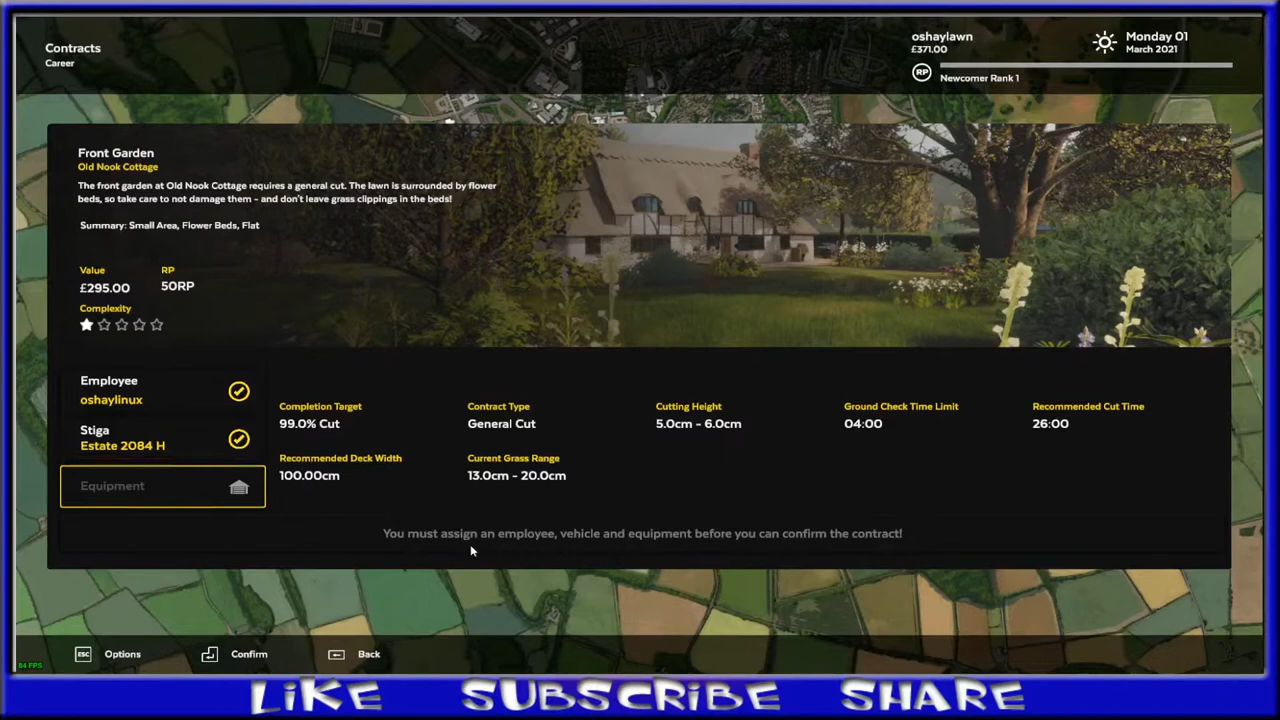 Contracts
Career
oshaylawn
£371.00
Monday 01
March 2021
RP
Newcomer Rank 1
Front Garden
Old Nook Cottage
The front garden at Old Nook Cottage requires a general cut. The lawn is surrounded by flower
beds, so take care to not damage them - and don't leave grass clippings in the beds!
Summary: Small Area, Flower Beds, Flat
Value
RP
£295.00
50RP
Complexity
Employee
oshaylinux
Stiga
Estate 2084 H
Equipment
Completion Target
Contract Type
Cutting Height
Ground Check Time Limit
Recommended Cut Time
99.0% Cut
General Cut
5.0cm - 6.0cm
04:00
26:00
Recommended Deck Width
Current Grass Range
100.00cm
13.0cm - 20.0cm
You must assign an employee, vehicle and equipment before you can confirm the contract!
ESC Options
Confirm
Back
84 FPS
LiKE SUBSCRiBE SHARE